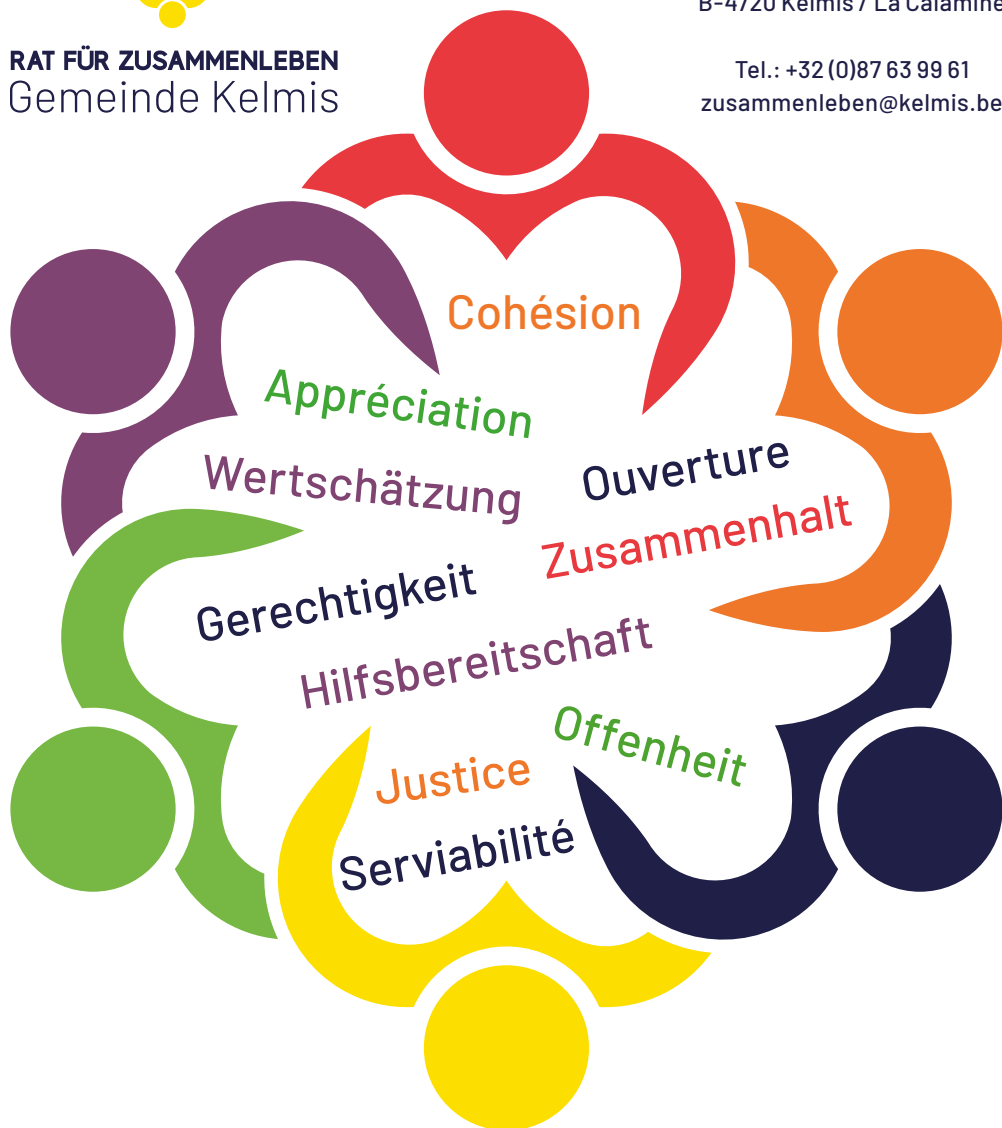 B-4720 Kelmis / La Calamine
RAT FÜR ZUSAMMENLEBEN
Gemeinde Kelmis
Tel.: +32 (0)87 63 99 61
zusammenleben@kelmis.be
Cohésion
Appréciation
Wertschätzung
Ouverture
Zusammenhalt
Gerechtigkeit
Hilfsbereitschaft
Offenheit
Justice
Serviabilité